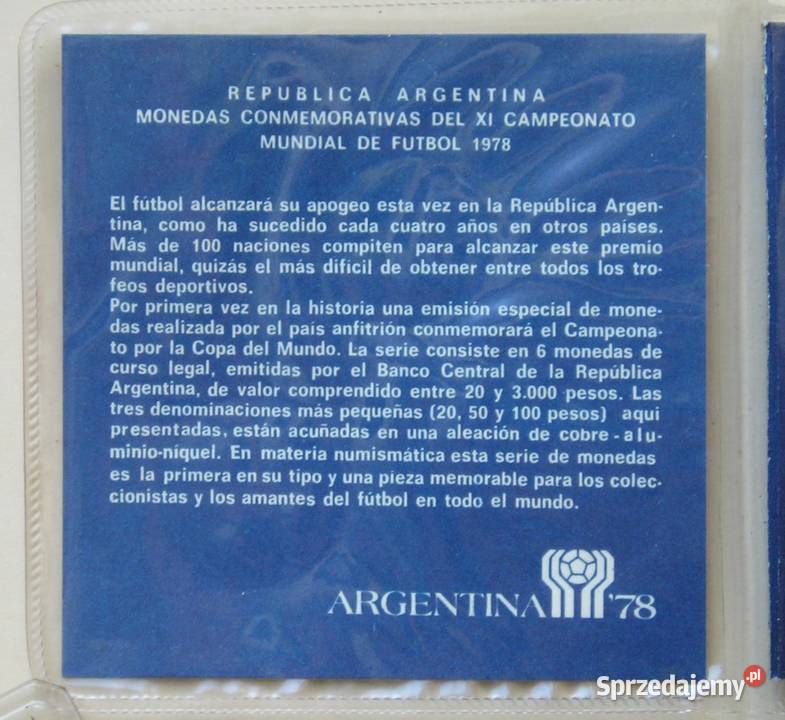 REPUBLICA ARGENTINA
MONEDAS CONMEMORATIVAS DEL XI CAMPEONATO
MUNDIAL DE FUTBOL 1978
El fútbol alcanzará su apogeo esta vez en la República Argen-
tina, como ha sucedido cada cuatro años en otros países.
Más de 100 naciones compiten para alcanzar este premio
mundial, quizás el más difícil de obtener entre todos los tro-
feos deportivos.
Por primera vez en la historia una emisión especial de mone-
das realizada por el país anfitrión conmemorará el Campeona-
to por la Copa del Mundo. La serie consiste en 6 monedas de
curso legal, emitidas por el Banco Central de la República
Argentina, de valor comprendido entre 20 y 3.000 pesos. Las
tres denominaciones más pequeñas (20, 50 y 100 pesos) aqui
presentadas, están acuñadas en una aleación de cobre-alu-
minio-níquel. En materia numismática esta serie de monedas
es la primera en su tipo y una pieza memorable para los colec-
cionistas y los amantes del fútbol en todo el mundo.
ARGENTINA '78
Sprzedajemy.pl